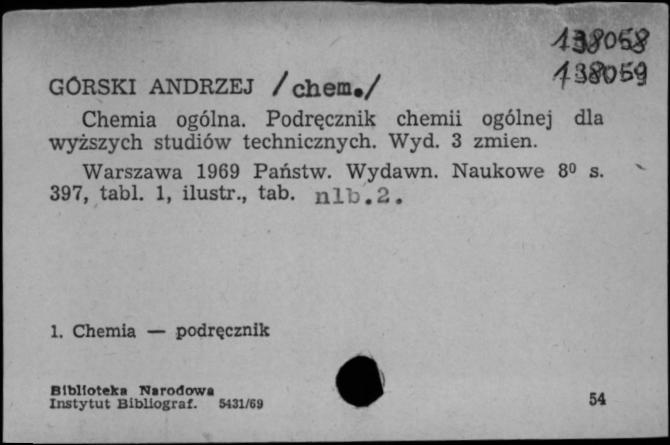 138058
138059
GÓRSKI ANDRZEJ /chem./
Chemia ogólna. Podręcznik chemii ogólnej dla
wyższych studiów technicznych. Wyd. 3 zmien.
Warszawa 1969 Państw. Wydawn. Naukowe 8⁰ s.
397, tabl. 1, ilustr., tab. nlb.2.
1. Chemia — podręcznik
Biblioteka Narodowa
Instytut Bibliograf. 5431/69
54